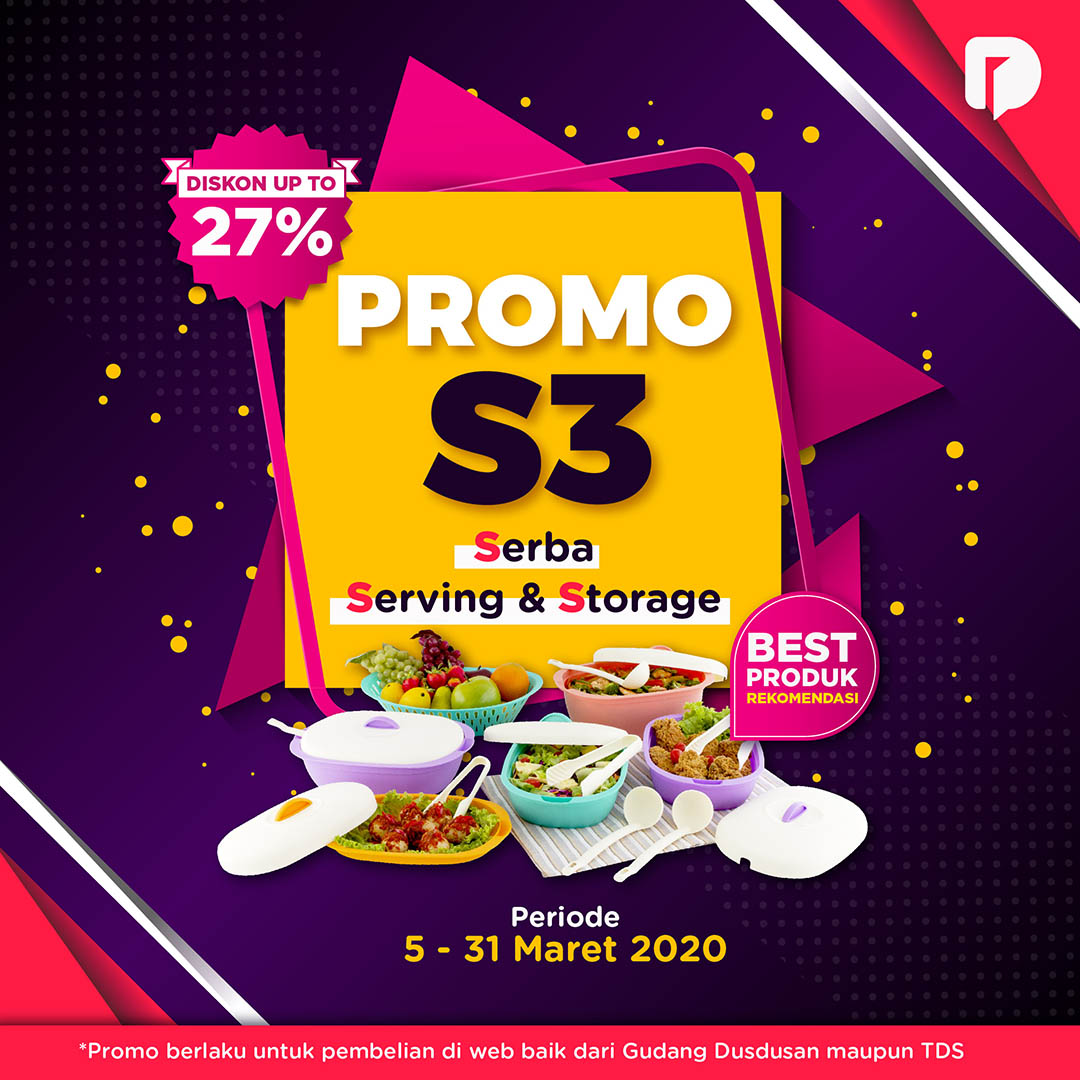 DISKON UP TO
27%
PROMO
S3
Serba
Serving & Storage
BEST
PRODUK
REKOMENDASI
Periode
5 - 31 Maret 2020
*Promo berlaku untuk pembelian di web baik dari Gudang Dusdusan maupun TDS